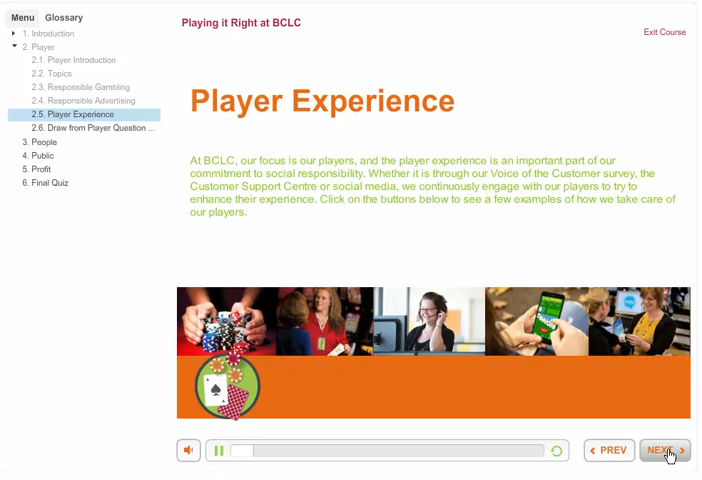 Menu Glossary
Playing it Right at BCLC
Exit Course
1. Introduction
2. Player
2.1. Player Introduction
2.2. Topics
2.3. Responsible Gambling
2.4. Responsible Advertising
2.5. Player Experience
2.6. Draw from Player Question ...
3. People
4. Public
5. Profit
6. Final Quiz
Player Experience
At BCLC, our focus is our players, and the player experience is an important part of our
commitment to social responsibility. Whether it is through our Voice of the Customer survey, the
Customer Support Centre or social media, we continuously engage with our players to try to
enhance their experience. Click on the buttons below to see a few examples of how we take care of
our players.
PREV
NEXT